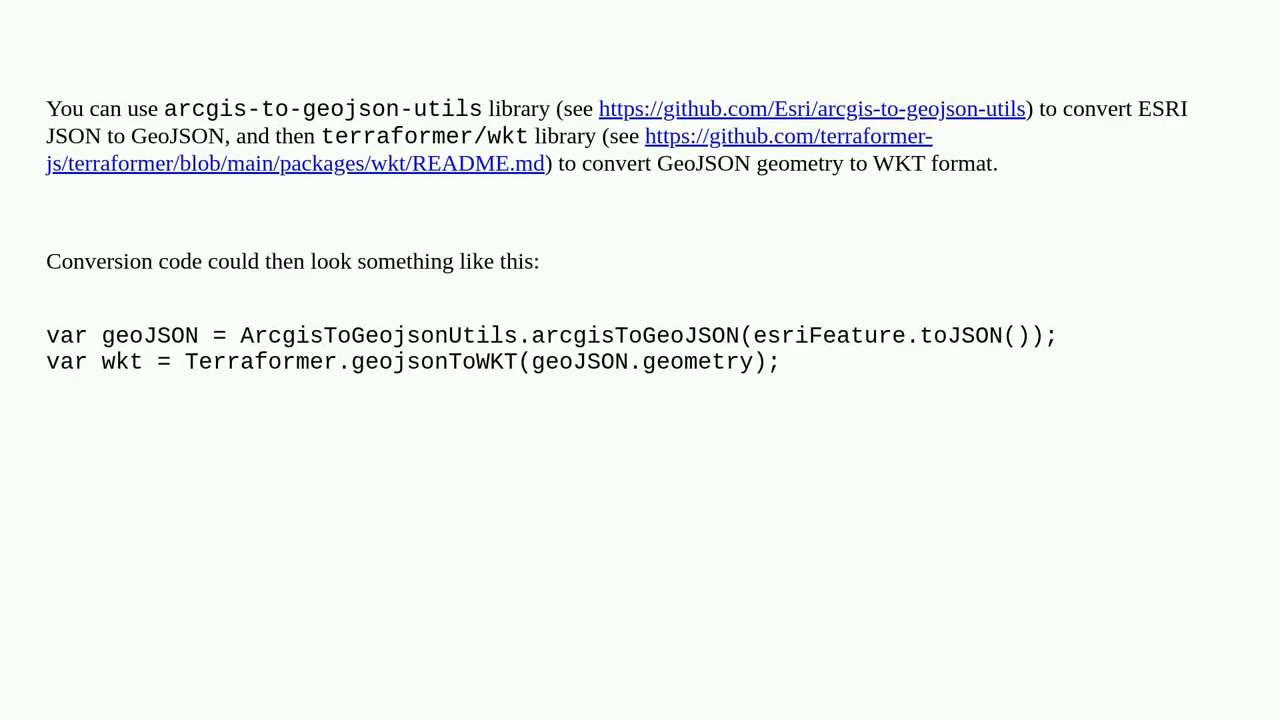 You can use arcgis-to-geojson-utils library (see https://github.com/Esri/arcgis-to-geojson-utils) to convert ESRI
JSON to GeoJSON, and then terraformer/wkt library (see https://github.com/terraformer-
js/terraformer/blob/main/packages/wkt/README.md) to convert GeoJSON geometry to WKT format.
Conversion code could then look something like this:
var geoJSON = ArcgisToGeojsonUtils.arcgisToGeoJSON(esriFeature.toJSON());
var wkt = Terraformer.geojsonToWKT(geoJSON.geometry);